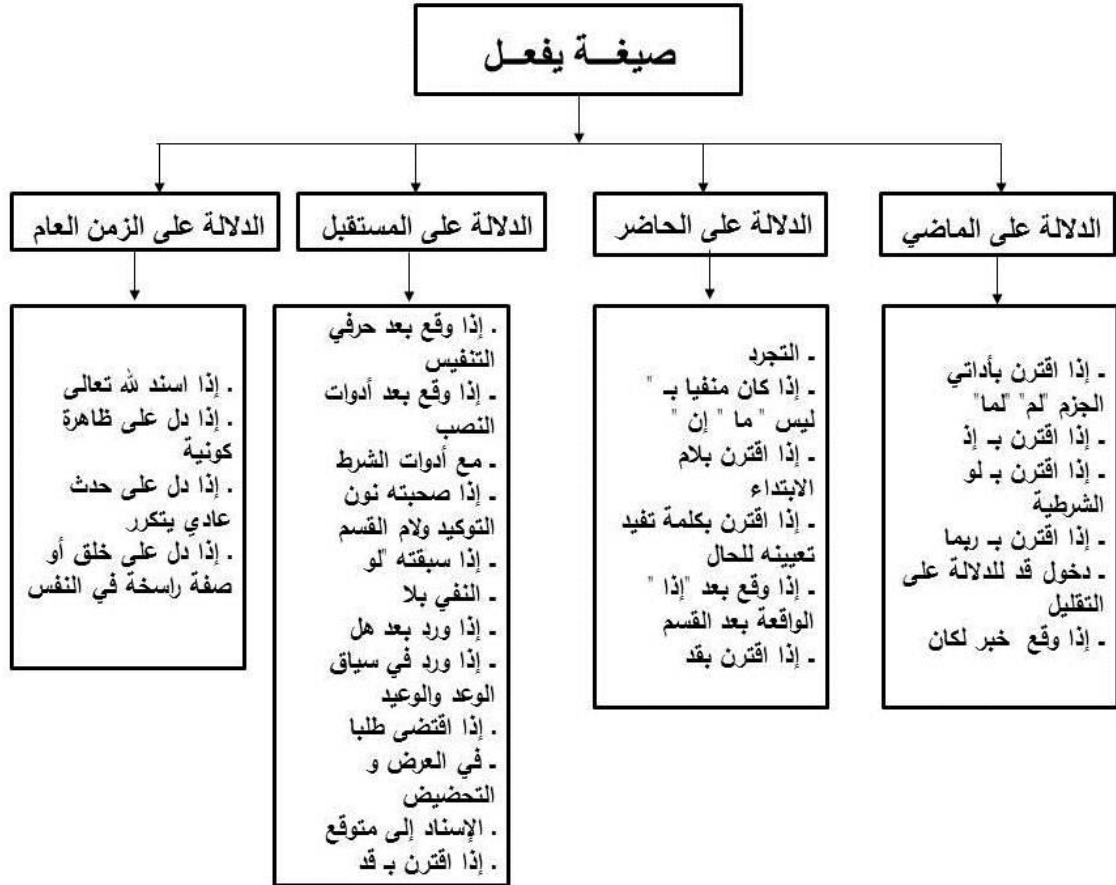 صيغـــة يفعــل
الدلالة على الماضي
ـ إذا اقترن بأداتي
الجزم "لم" "لما"
ـ إذا اقترن بـ إذ
ـ إذا اقترن بـ لو
الشرطية
ـ إذا اقترن بـ ربما
ـ دخول قد للدلالة على
التقليل
ـ إذا وقع خبر لكان
الدلالة على الحاضر
ـ التجرد
ـ إذا كان منفيا بـ "
ليس " ما " إن "
ـ إذا اقترن بلام
الابتداء
ـ إذا اقترن بكلمة تفيد
تعيينه للحال
ـ إذا وقع بعد "إذا "
الواقعة بعد القسم
ـ إذا اقترن بقد
الدلالة على المستقبل
. إذا وقع بعد حرفي
التنفيس
ـ إذا وقع بعد أدوات
النصب
ـ مع أدوات الشرط
ـ إذا صحبته نون
التوكيد ولام القسم
ـ إذا سبقته "لو
ـ النفي بلا
ـ إذا ورد بعد هل
ـ إذا ورد في سياق
الوعد والوعيد
. إذا اقتضى طلبا
ـ في العرض و
التحضيض
. الإسناد إلى متوقع
. إذا اقترن بـ قد
الدلالة على الزمن العام
. إذا اسند لله تعالى
. إذا دل على ظاهرة
كونية
. إذا دل على حدث
عادي يتكرر
. إذا دل على خلق أو
صفة راسخة في النفس